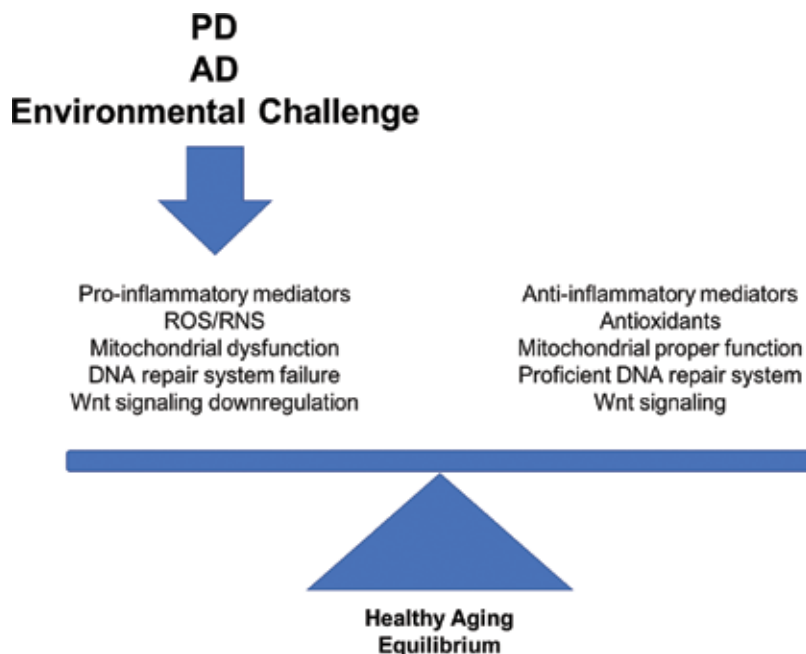 PD
AD
Environmental Challenge
Pro-inflammatory mediators
ROS/RNS
Mitochondrial dysfunction
DNA repair system failure
Wnt signaling downregulation
Anti-inflammatory mediators
Antioxidants
Mitochondrial proper function
Proficient DNA repair system
Wnt signaling
Healthy Aging
Equilibrium